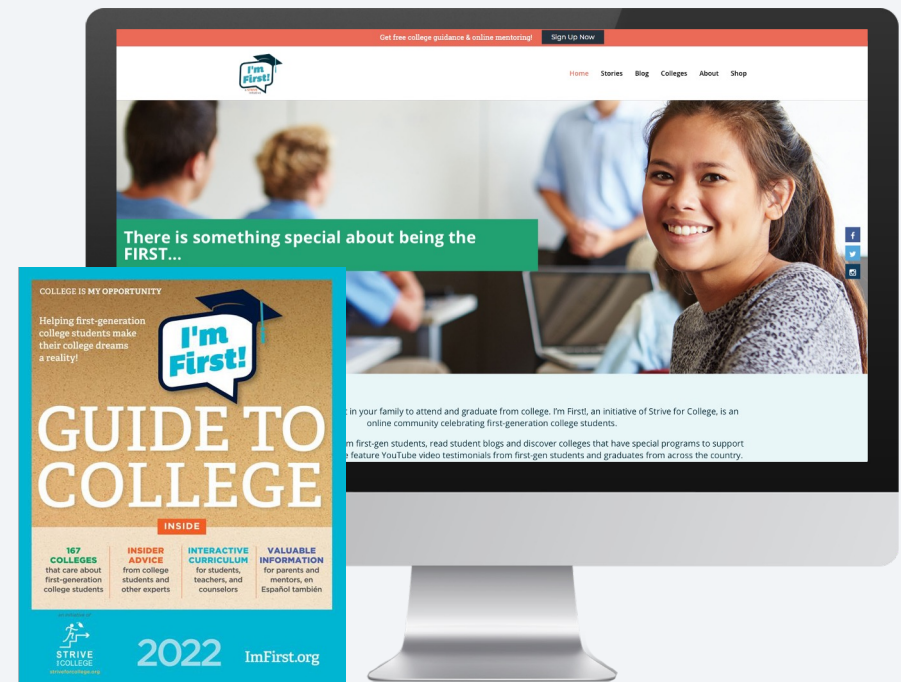 Get free college guidance & online mentoring! Sign Up Now
I'm
First!
Home Stories Blog Colleges About Shop
There is something special about being the
FIRST...
in your family to attend and graduate from college. I'm First!, an initiative of Strive for College, is an
online community celebrating first-generation college students.
first-gen students, read student blogs and discover colleges that have special programs to support
feature YouTube video testimonials from first-gen students and graduates from across the country.
COLLEGE IS MY OPPORTUNITY
Helping first-generation
college students make
their college dreams
a reality!
I'm
First!
GUIDE TO
COLLEGE
INSIDE
167
COLLEGES
that care about
first-generation
college students
INSIDER
ADVICE
from college
students and
other experts
INTERACTIVE
CURRICULUM
for students,
teachers, and
counselors
VALUABLE
INFORMATION
for parents and
mentors, en
Español también
STRIVE
FOR COLLEGE
striveforcollege.org
2022
ImFirst.org